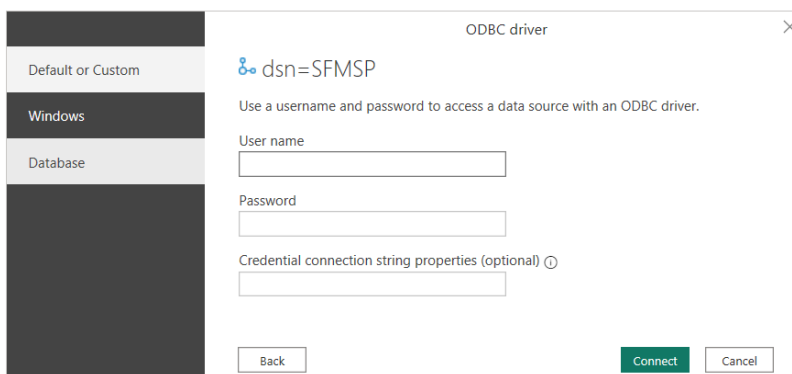 ODBC driver
Default or Custom
Windows
Database
dsn=SFMSP
Use a username and password to access a data source with an ODBC driver.
User name
Password
Credential connection string properties (optional)
Back
Connect
Cancel